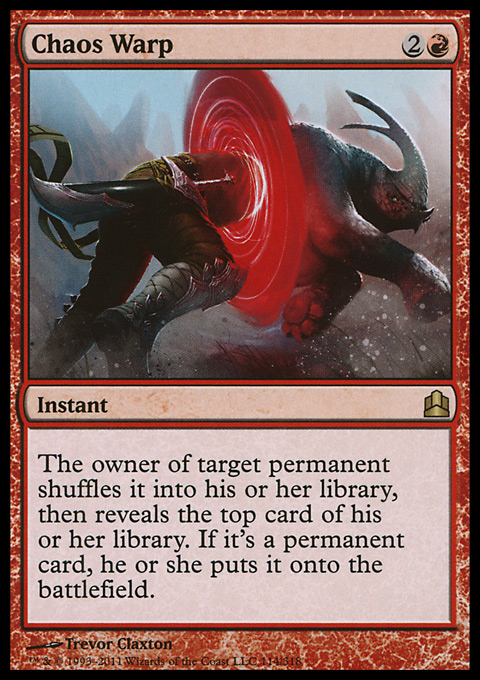 Chaos Warp 2
Instant
The owner of target permanent
shuffles it into his or her library,
then reveals the top card of his
or her library. If it's a permanent
card, he or she puts it onto the
battlefield.
Trevor Claxton
™ & © 1993–2011 Wizards of the Coast LLC 114/318